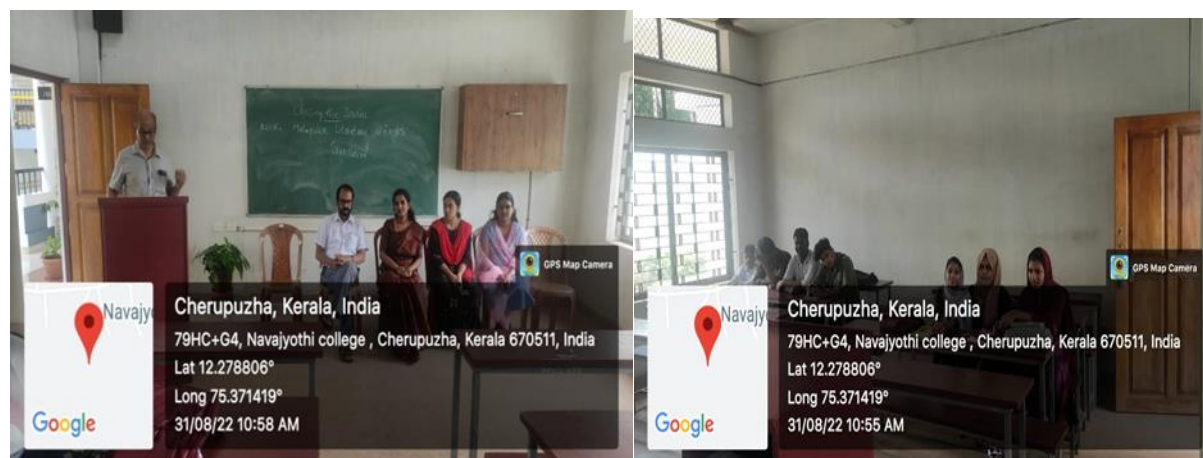 GPS Map Camera
Navajy
Google
Cherupuzha, Kerala, India
79HC+G4, Navajyothi college , Cherupuzha, Kerala 670511, India
Lat 12.278806°
Long 75.371419°
31/08/22 10:58 AM
GPS Map Camera
Navajy
Google
Cherupuzha, Kerala, India
79HC+G4, Navajyothi college , Cherupuzha, Kerala 670511, India
Lat 12.278806°
Long 75.371419°
31/08/22 10:55 AM